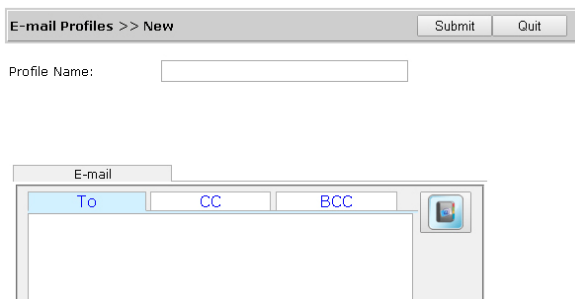 E-mail Profiles >> New Submit Quit
Profile Name:
E-mail
To CC BCC